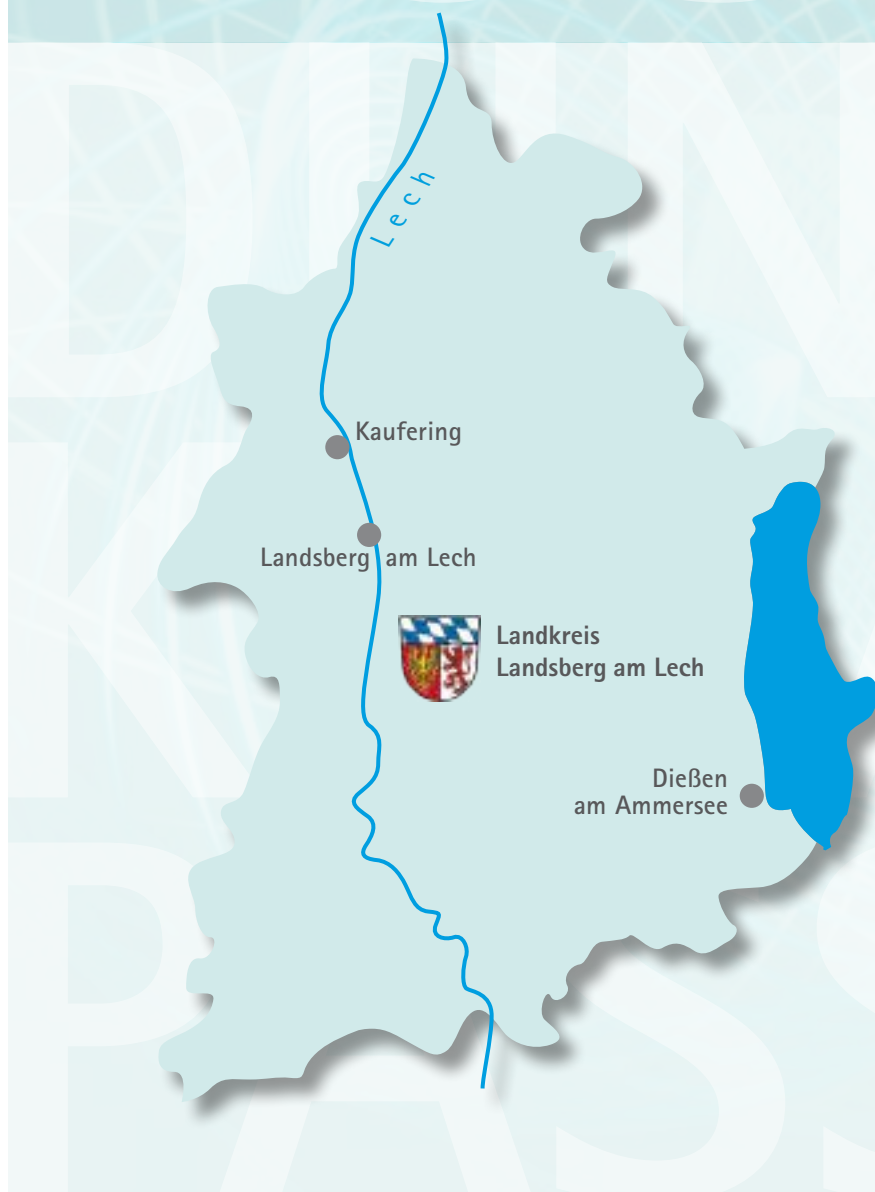 Lech
Kaufering
Landsberg am Lech
Landkreis
Landsberg am Lech
Dießen
am Ammersee